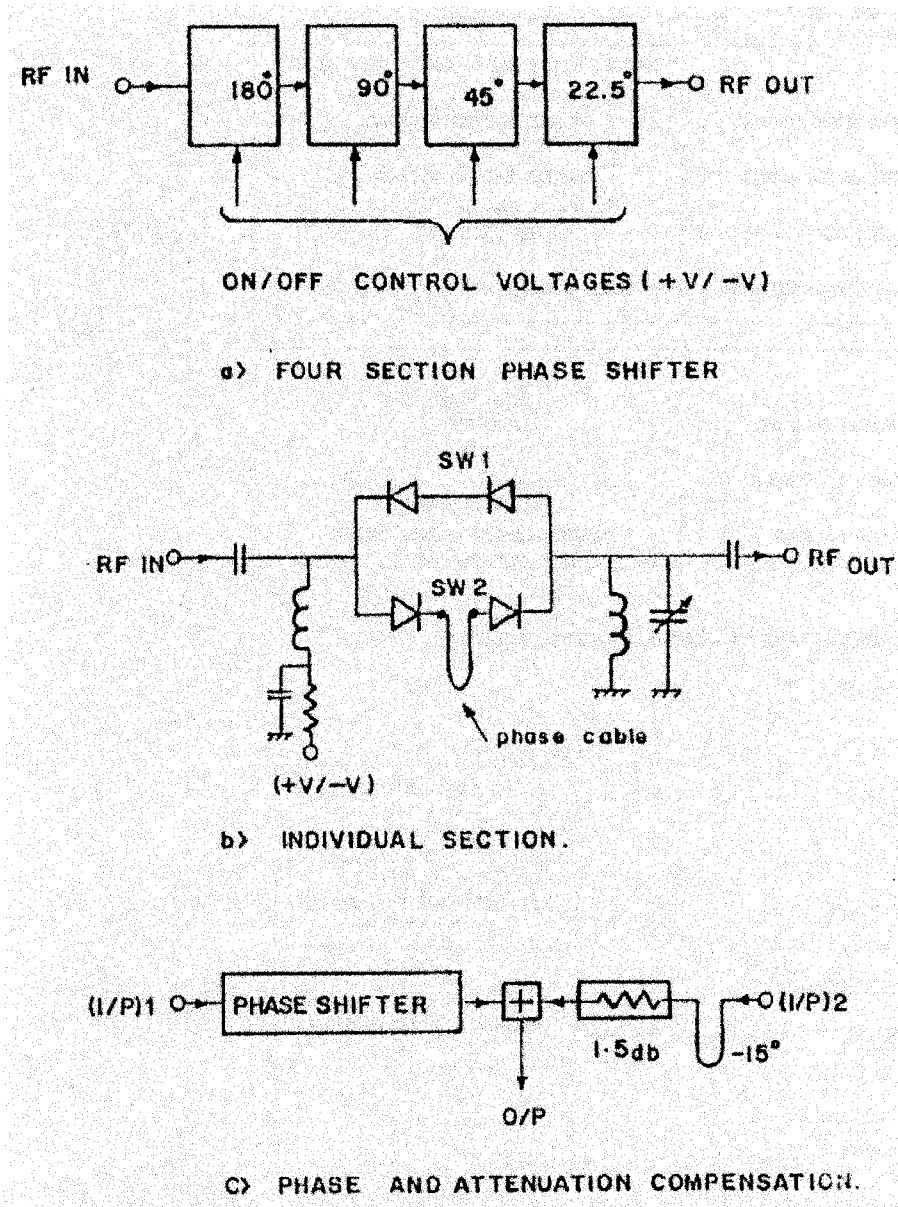 RF IN
180°
90°
45°
22.5°
RF OUT
ON/OFF CONTROL VOLTAGES (+V/-V)
a) FOUR SECTION PHASE SHIFTER
SW1
RF IN
RF OUT
SW2
phase cable
(+V/-V)
b) INDIVIDUAL SECTION.
(I/P)1
PHASE SHIFTER
+
(I/P)2
1.5db
-15°
O/P
C) PHASE AND ATTENUATION COMPENSATION.